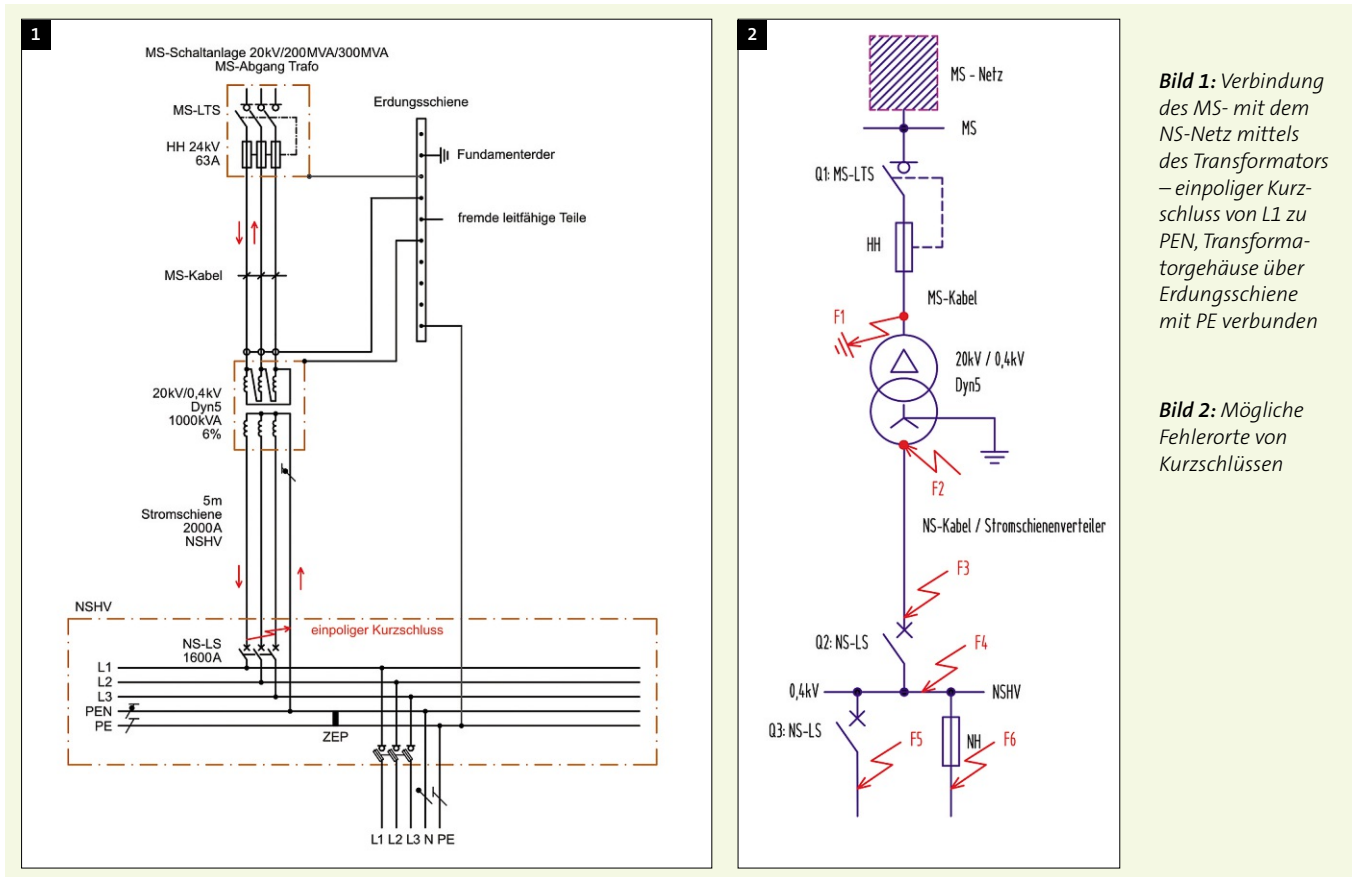 1
MS-Schaltanlage 20kV/200MVA/300MVA
MS-Abgang Trafo
MS-LTS
HH 24kV
63A
Erdungsschiene
Fundamenterder
fremde leitfähige Teile
MS-Kabel
20kV/0,4kV
Dyn5
1000kVA
6%
5m
Stromschiene
2000A
NSHV
NSHV
einpoliger Kurzschluss
NS-LS
1600A
L1
L2
L3
PEN
PE
ZEP
L1 L2 L3 N PE
2
MS - Netz
MS
Q1: MS-LTS
HH
MS-Kabel
F1
20kV / 0,4kV
Dyn5
F2
NS-Kabel / Stromschienenverteiler
F3
Q2: NS-LS
F4
0,4kV
NSHV
Q3: NS-LS
F5
NH
F6
Bild 1: Verbindung
des MS- mit dem
NS-Netz mittels
des Transformators
– einpoliger Kurz-
schluss von L1 zu
PEN, Transforma-
torgehäuse über
Erdungsschiene
mit PE verbunden
Bild 2: Mögliche
Fehlerorte von
Kurzschlüssen